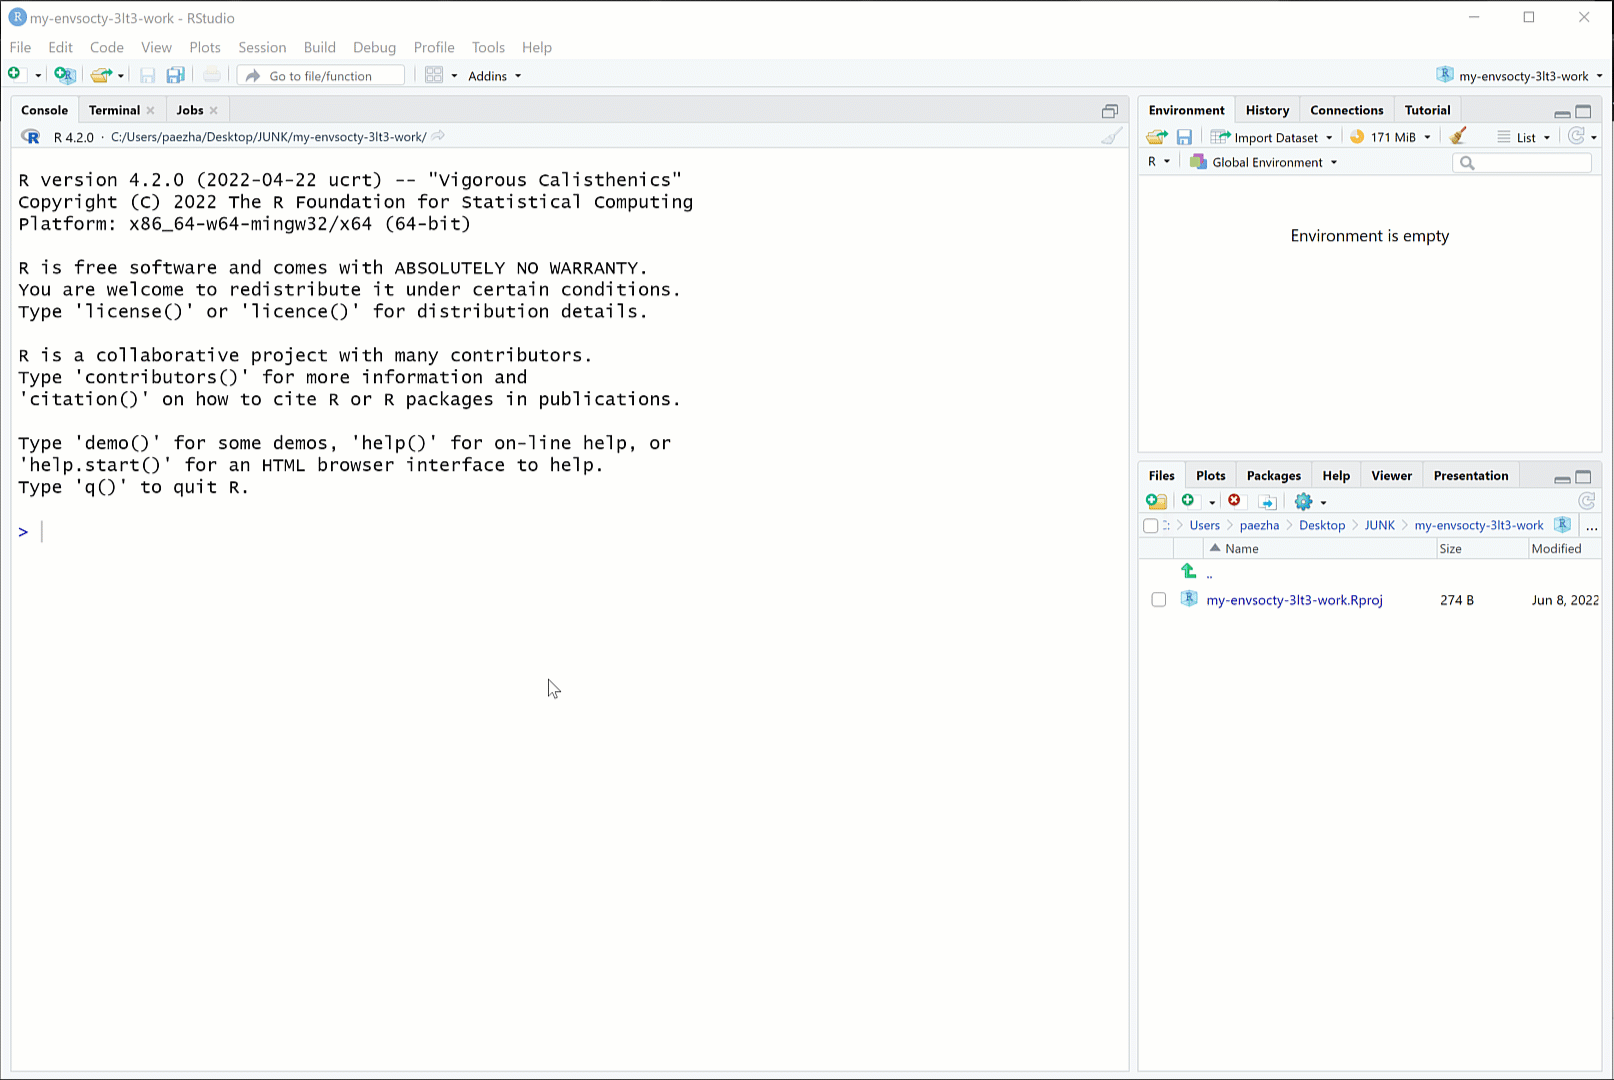 my-envsocty-3lt3-work - RStudio
File Edit Code View Plots Session Build Debug Profile Tools Help
Go to file/function Addins my-envsocty-3lt3-work
Console Terminal Jobs
R 4.2.0 · C:/Users/paezha/Desktop/JUNK/my-envsocty-3lt3-work/
R version 4.2.0 (2022-04-22 ucrt) -- "Vigorous Calisthenics"
Copyright (C) 2022 The R Foundation for Statistical Computing
Platform: x86_64-w64-mingw32/x64 (64-bit)
R is free software and comes with ABSOLUTELY NO WARRANTY.
You are welcome to redistribute it under certain conditions.
Type 'license()' or 'licence()' for distribution details.
R is a collaborative project with many contributors.
Type 'contributors()' for more information and
'citation()' on how to cite R or R packages in publications.
Type 'demo()' for some demos, 'help()' for on-line help, or
'help.start()' for an HTML browser interface to help.
Type 'q()' to quit R.
>
Environment History Connections Tutorial
Import Dataset 171 MiB List
R Global Environment
Environment is empty
Files Plots Packages Help Viewer Presentation
Users paezha Desktop JUNK my-envsocty-3lt3-work ...
Name Size Modified
..
my-envsocty-3lt3-work.Rproj 274 B Jun 8, 2022